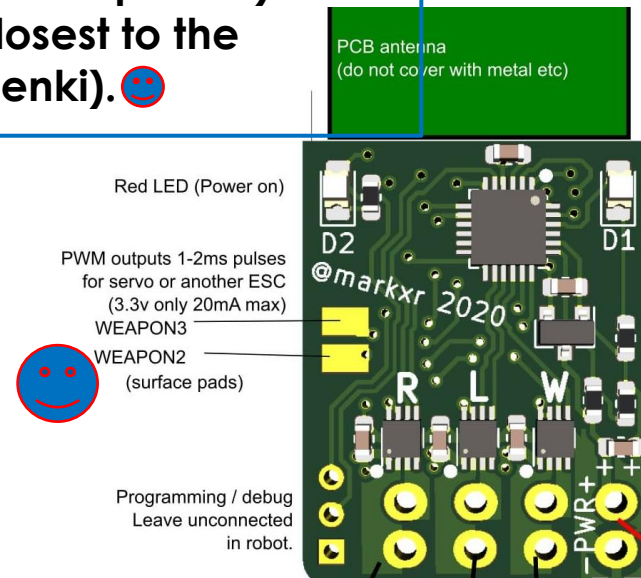 losest to the
enki).
PCB antenna
(do not cover with metal etc)
Red LED (Power on)
D2
D1
PWM outputs 1-2ms pulses
for servo or another ESC
(3.3v only 20mA max)
WEAPON3
WEAPON2
(surface pads)
@markxr 2020
R L W
Programming / debug
Leave unconnected
in robot.
-PWR+
++